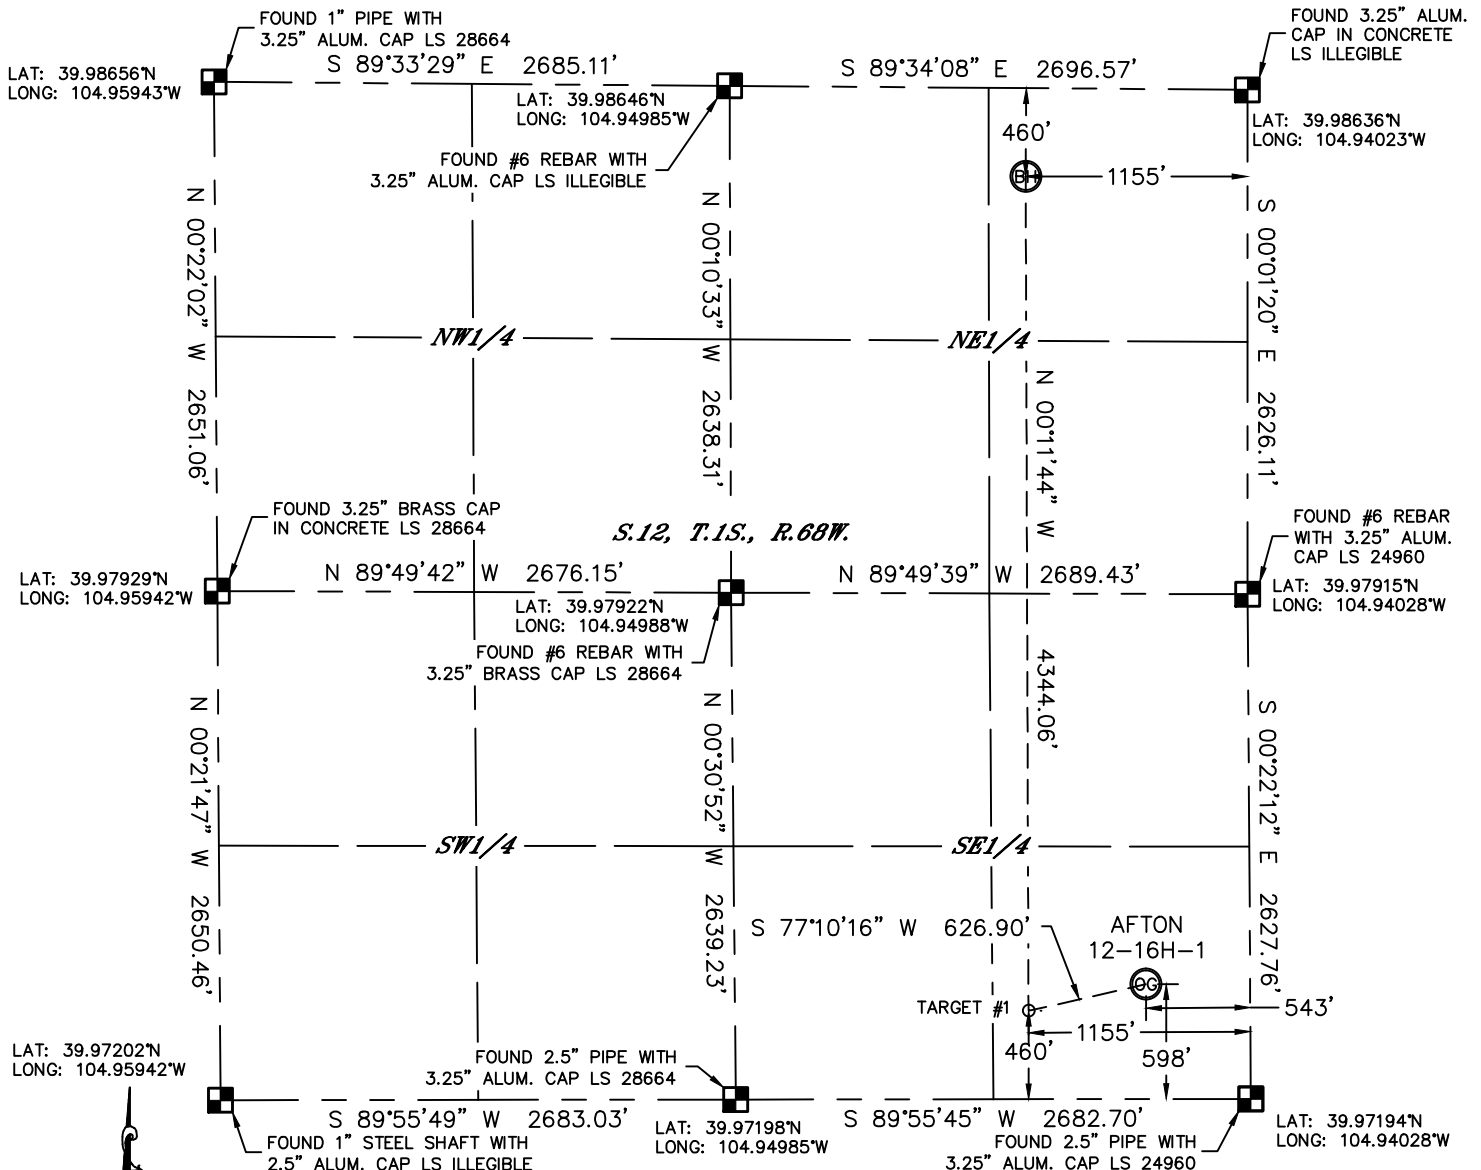 FOUND 1" PIPE WITH
3.25" ALUM. CAP LS 28664
FOUND 3.25" ALUM.
CAP IN CONCRETE
LS ILLEGIBLE
LAT: 39.98656°N
LONG: 104.95943°W
S 89°33'29" E 2685.11'
S 89°34'08" E 2696.57'
LAT: 39.98646°N
LONG: 104.94985°W
LAT: 39.98636°N
LONG: 104.94023°W
460'
FOUND #6 REBAR WITH
3.25" ALUM. CAP LS ILLEGIBLE
BH
1155'
N 00°22'02" W 2651.06'
N 00°10'33" W 2638.31'
S 00°01'20" E 2626.11'
NW1/4
NE1/4
N 00°11'44" W 4344.06'
FOUND 3.25" BRASS CAP
IN CONCRETE LS 28664
S.12, T.1S., R.68W.
FOUND #6 REBAR
WITH 3.25" ALUM.
CAP LS 24960
LAT: 39.97929°N
LONG: 104.95942°W
N 89°49'42" W 2676.15'
N 89°49'39" W 2689.43'
LAT: 39.97922°N
LONG: 104.94988°W
LAT: 39.97915°N
LONG: 104.94028°W
FOUND #6 REBAR WITH
3.25" BRASS CAP LS 28664
N 00°21'47" W 2650.46'
N 00°30'52" W 2639.23'
S 00°22'12" E 2627.76'
SW1/4
SE1/4
S 77°10'16" W 626.90'
AFTON
12-16H-1
OG
TARGET #1
543'
1155'
460'
598'
LAT: 39.97202°N
LONG: 104.95942°W
FOUND 2.5" PIPE WITH
3.25" ALUM. CAP LS 28664
S 89°55'49" W 2683.03'
S 89°55'45" W 2682.70'
FOUND 1" STEEL SHAFT WITH
2.5" ALUM. CAP LS ILLEGIBLE
LAT: 39.97198°N
LONG: 104.94985°W
FOUND 2.5" PIPE WITH
3.25" ALUM. CAP LS 24960
LAT: 39.97194°N
LONG: 104.94028°W